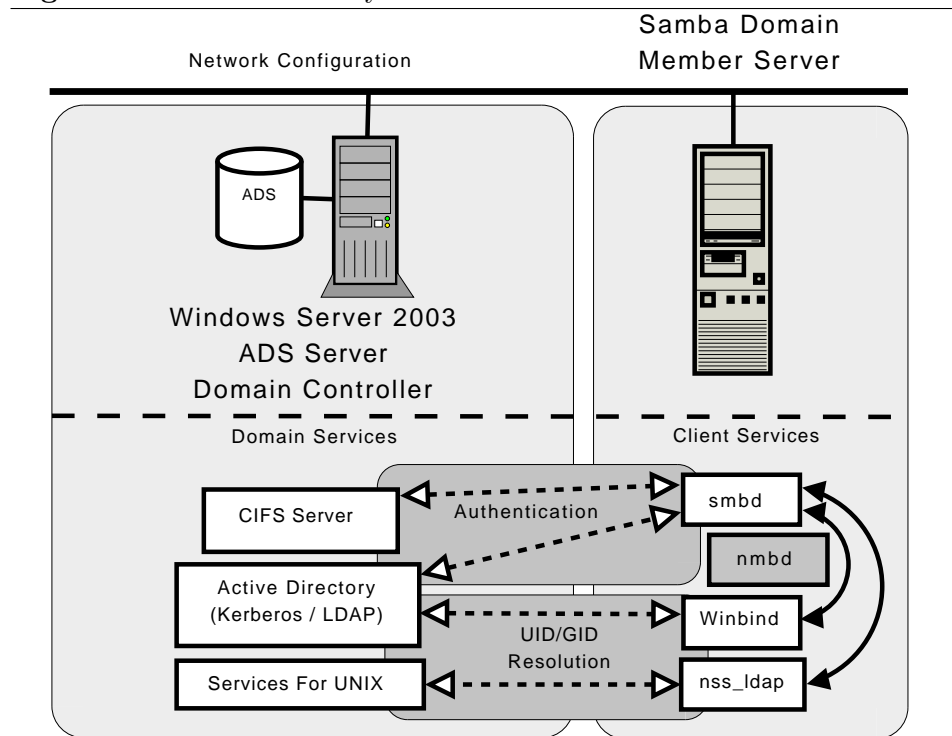 Samba Domain
Member Server
Network Configuration
ADS
Windows Server 2003
ADS Server
Domain Controller
Domain Services
Client Services
CIFS Server
Authentication
smbd
nmbd
Active Directory
(Kerberos / LDAP)
UID/GID
Resolution
Winbind
Services For UNIX
nss_ldap